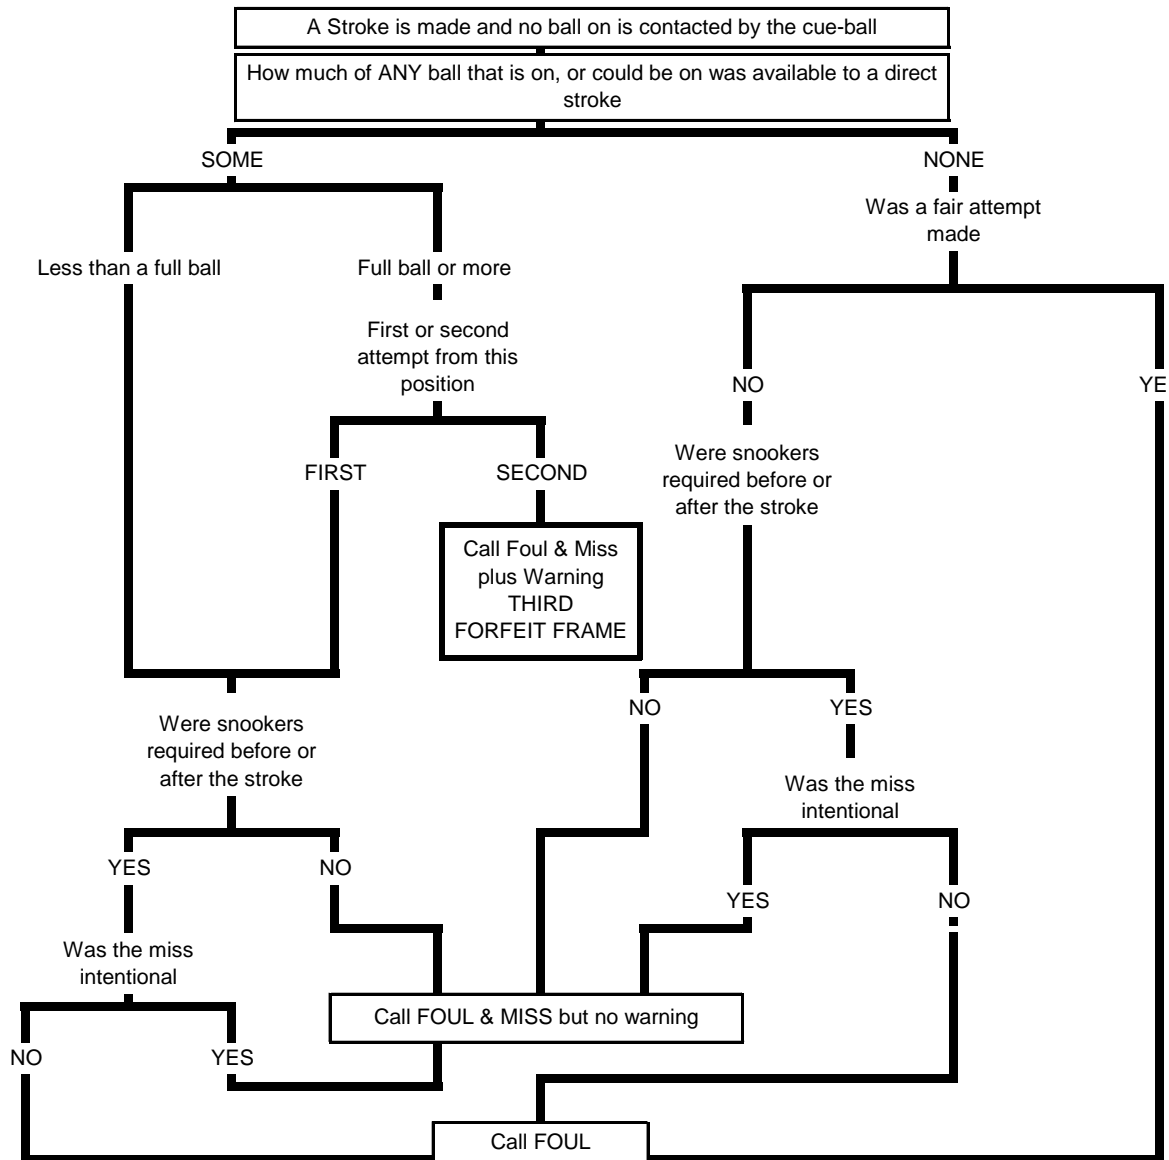 A Stroke is made and no ball on is contacted by the cue-ball
How much of ANY ball that is on, or could be on was available to a direct
stroke
SOME
NONE
Was a fair attempt
made
Less than a full ball
Full ball or more
First or second
attempt from this
position
NO
YE
FIRST
SECOND
Were snookers
required before or
after the stroke
Call Foul & Miss
plus Warning
THIRD
FORFEIT FRAME
NO
YES
Were snookers
required before or
after the stroke
Was the miss
intentional
YES
NO
YES
NO
Was the miss
intentional
Call FOUL & MISS but no warning
NO
YES
Call FOUL